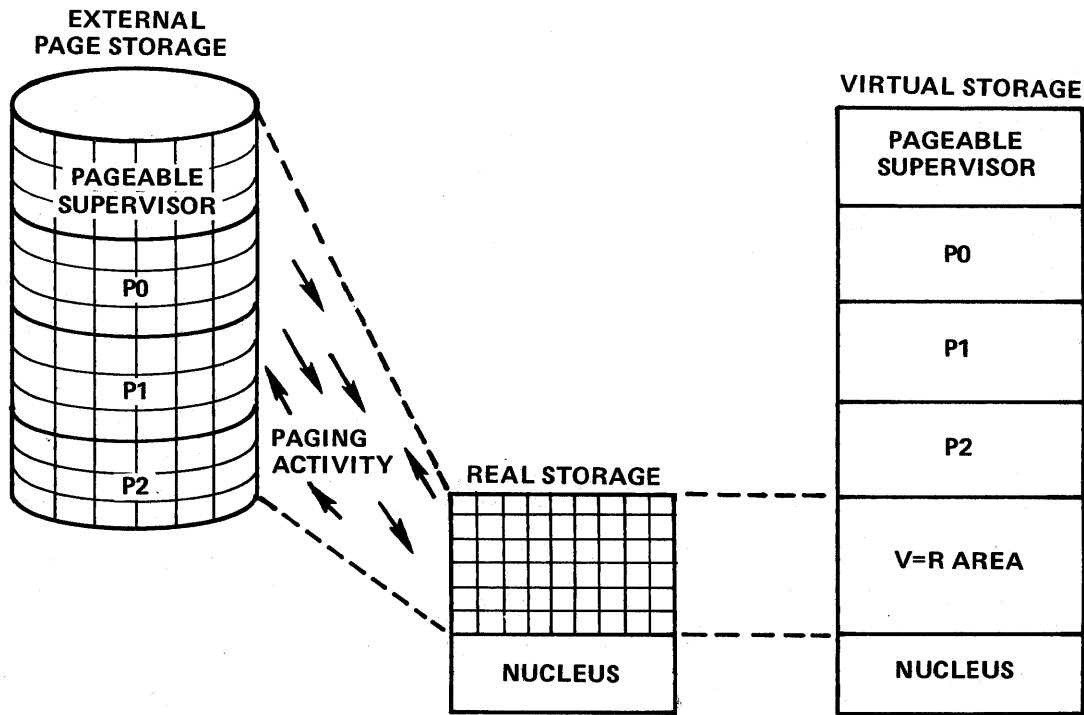 EXTERNAL
PAGE STORAGE
PAGEABLE
SUPERVISOR
P0
P1
P2
PAGING
ACTIVITY
REAL STORAGE
NUCLEUS
VIRTUAL STORAGE
PAGEABLE
SUPERVISOR
P0
P1
P2
V=R AREA
NUCLEUS